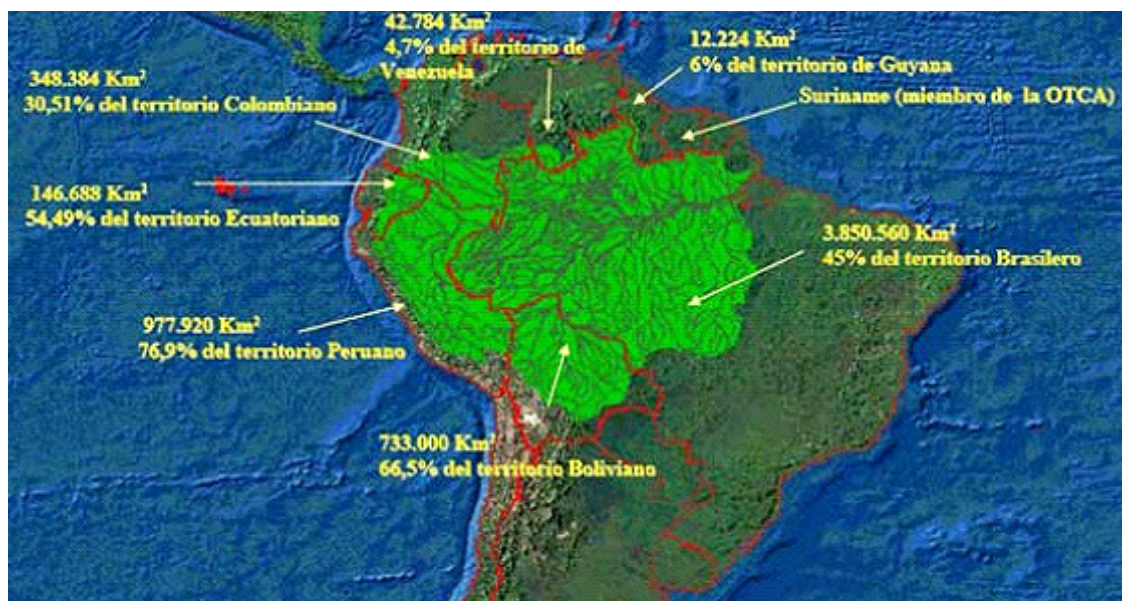 42.784 Km²
4,7% del territorio de
Venezuela
12.224 Km²
6% del territorio de Guyana
Suriname (miembro de la OTCA)
348.384 Km²
30,51% del territorio Colombiano
146.688 Km²
54,49% del territorio Ecuatoriano
3.850.560 Km²
45% del territorio Brasilero
977.920 Km²
76,9% del territorio Peruano
733.000 Km²
66,5% del territorio Boliviano